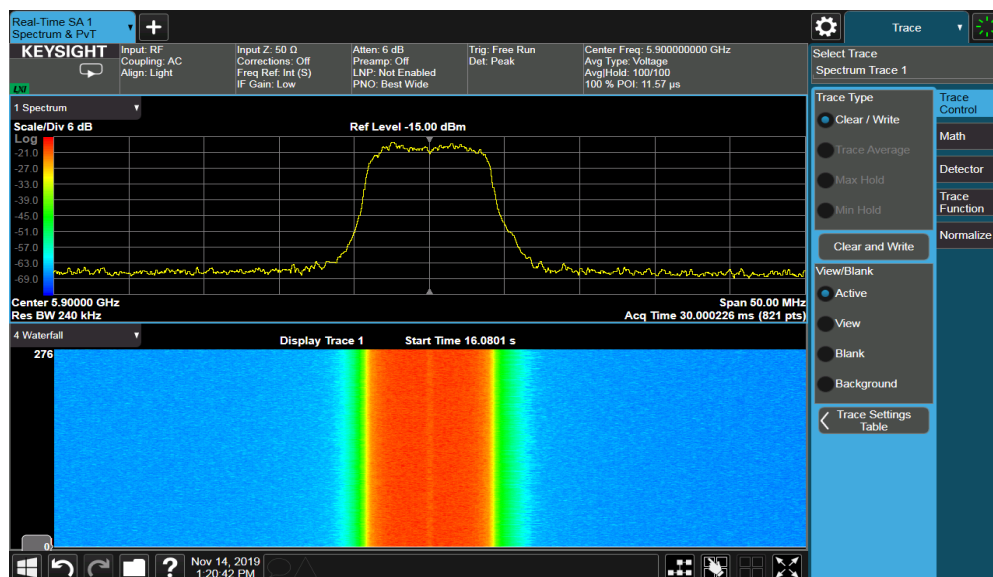 Real-Time SA 1
Spectrum & PvT
Trace
KEYSIGHT
LXI
Input: RF
Coupling: AC
Align: Light
Input Z: 50 Ω
Corrections: Off
Freq Ref: Int (S)
IF Gain: Low
Atten: 6 dB
Preamp: Off
LNP: Not Enabled
PNO: Best Wide
Trig: Free Run
Det: Peak
Center Freq: 5.900000000 GHz
Avg Type: Voltage
Avg|Hold: 100/100
100 % POI: 11.57 µs
Select Trace
Spectrum Trace 1
1 Spectrum
Scale/Div 6 dB
Ref Level -15.00 dBm
Log
-21.0
-27.0
-33.0
-39.0
-45.0
-51.0
-57.0
-63.0
-69.0
Center 5.90000 GHz
Span 50.00 MHz
Res BW 240 kHz
Acq Time 30.000226 ms (821 pts)
4 Waterfall
Display Trace 1
Start Time 16.0801 s
276
0
Trace Type
Clear / Write
Trace Average
Max Hold
Min Hold
Clear and Write
View/Blank
Active
View
Blank
Background
Trace Settings
Table
Trace
Control
Math
Detector
Trace
Function
Normalize
?
Nov 14, 2019
1:20:42 PM